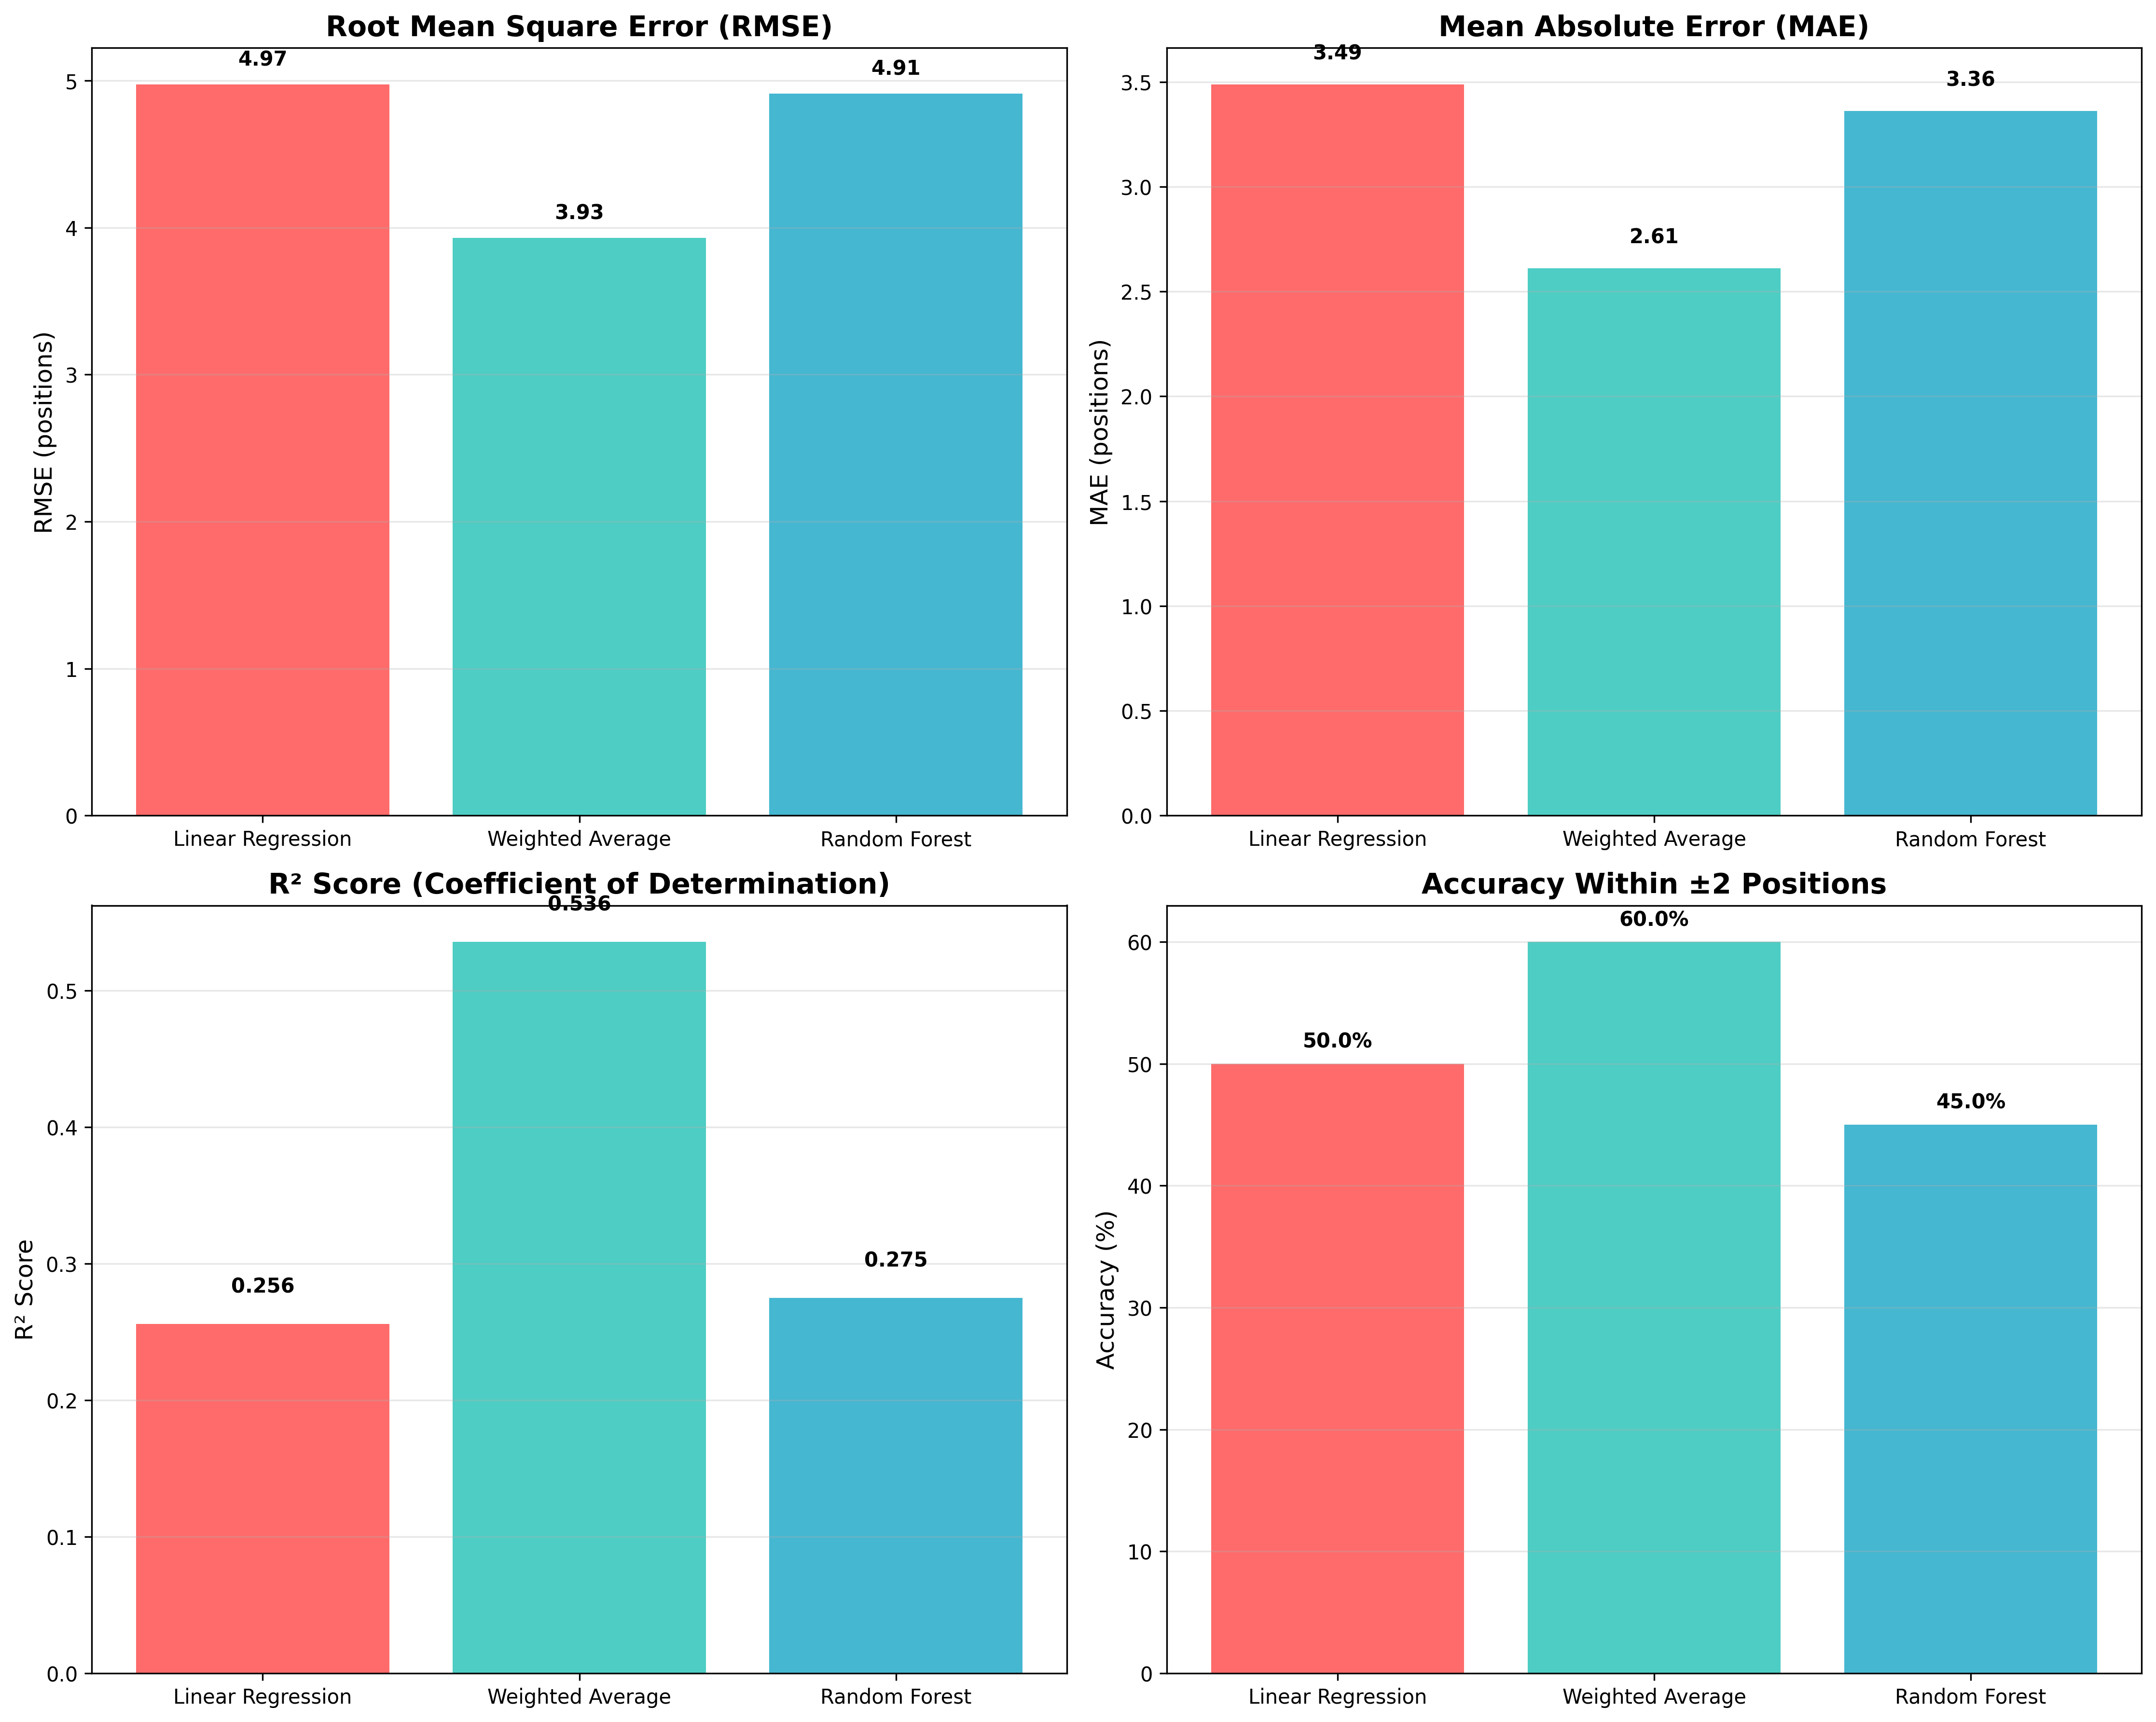 Root Mean Square Error (RMSE)
4.97
3.93
4.91
RMSE (positions)
5
4
3
2
1
0
Linear Regression
Weighted Average
Random Forest
Mean Absolute Error (MAE)
3.49
2.61
3.36
MAE (positions)
3.5
3.0
2.5
2.0
1.5
1.0
0.5
0.0
Linear Regression
Weighted Average
Random Forest
R² Score (Coefficient of Determination)
0.536
0.256
0.275
R² Score
0.5
0.4
0.3
0.2
0.1
0.0
Linear Regression
Weighted Average
Random Forest
Accuracy Within ±2 Positions
60.0%
50.0%
45.0%
Accuracy (%)
60
50
40
30
20
10
0
Linear Regression
Weighted Average
Random Forest